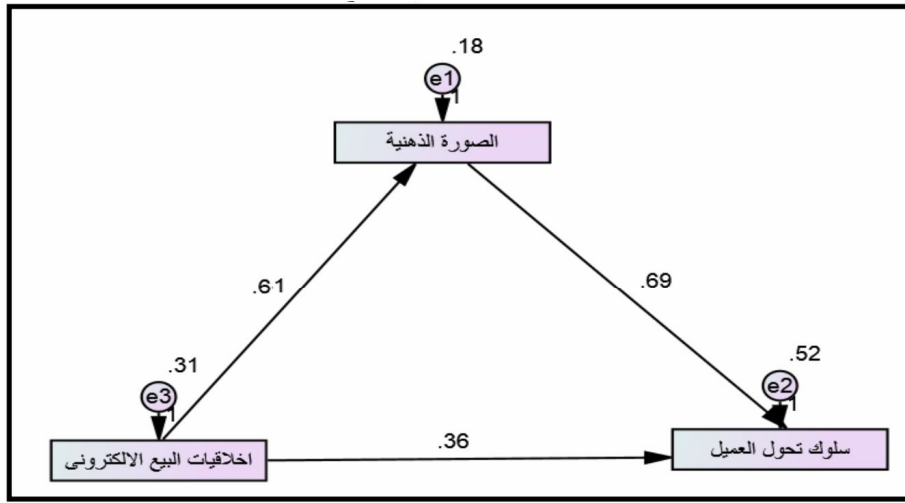 .18
e1
1
الصورة الذهنية
.61
.69
.31
e3
1
.52
e2
1
.36
اخلاقيات البيع الالكترونى
سلوك تحول العميل